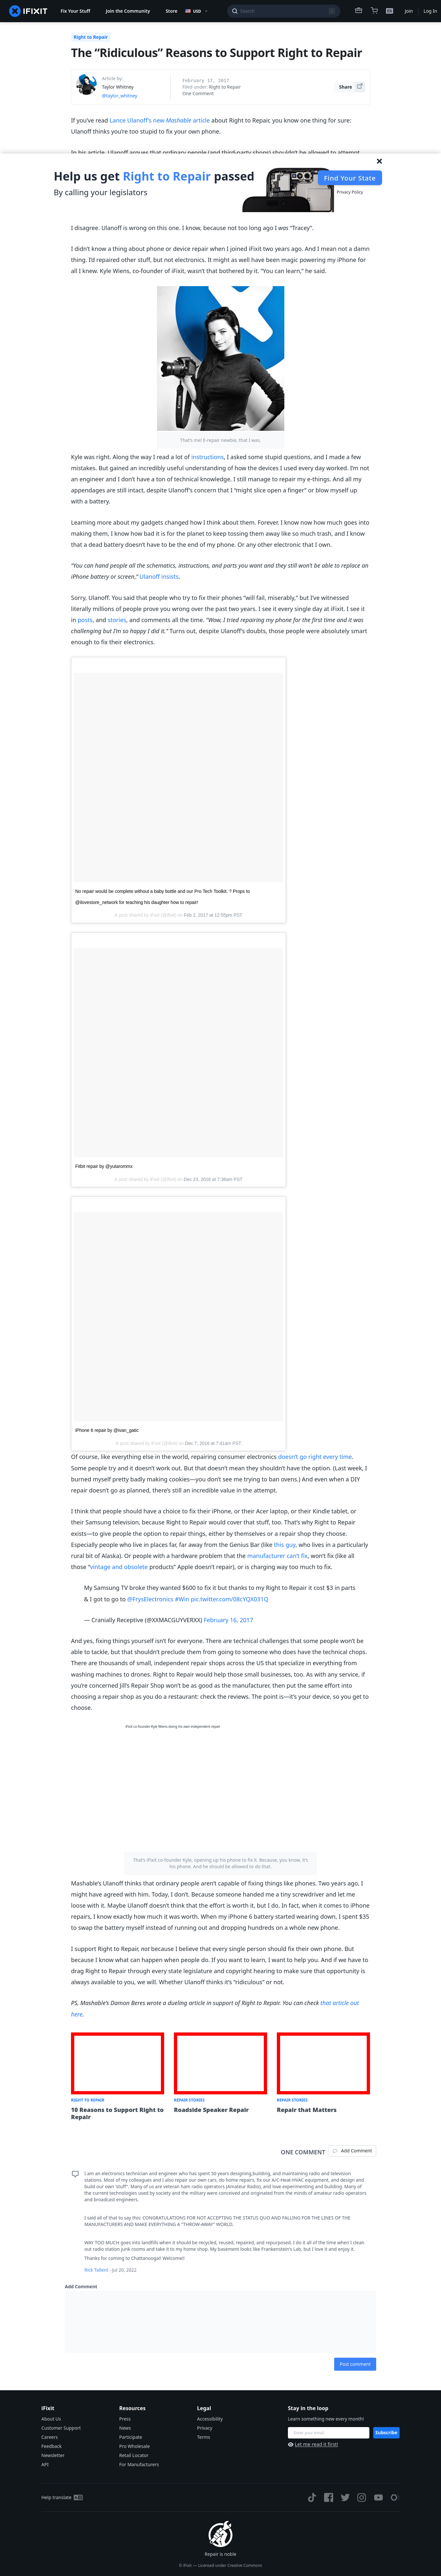 IFIXIT
Fix Your Stuff
Join the Community
Store
USD
Search
Join
Log In
Right to Repair
The “Ridiculous” Reasons to Support Right to Repair
Article by:
Taylor Whitney
@taylor_whitney
February 17, 2017
Filed under: Right to Repair
One Comment
Share
If you’ve read Lance Ulanoff’s new Mashable article about Right to Repair, you know one thing for sure:
Ulanoff thinks you’re too stupid to fix your own phone.
In his article, Ulanoff argues that ordinary people (and third-party shops) shouldn’t be allowed to attempt
Help us get Right to Repair passed
By calling your legislators
Find Your State
Privacy Policy
I disagree. Ulanoff is wrong on this one. I know, because not too long ago I was “Tracey”.
I didn’t know a thing about phone or device repair when I joined iFixit two years ago. And I mean not a damn
thing. I’d repaired other stuff, but not electronics. It might as well have been magic powering my iPhone for
all I knew. Kyle Wiens, co-founder of iFixit, wasn’t that bothered by it. “You can learn,” he said.
That’s me! A repair newbie, that I was.
Kyle was right. Along the way I read a lot of instructions, I asked some stupid questions, and I made a few
mistakes. But gained an incredibly useful understanding of how the devices I used every day worked. I’m not
an engineer and I don’t have a ton of technical knowledge. I still manage to repair my e-things. And all my
appendages are still intact, despite Ulanoff’s concern that I “might slice open a finger” or blow myself up
with a battery.
Learning more about my gadgets changed how I think about them. Forever. I know now how much goes into
making them, I know how bad it is for the planet to keep tossing them away like so much trash, and I know
that a dead battery doesn’t have to be the end of my phone. Or any other electronic that I own.
“You can hand people all the schematics, instructions, and parts you want and they still won’t be able to replace an
iPhone battery or screen,” Ulanoff insists.
Sorry, Ulanoff. You said that people who try to fix their phones “will fail, miserably,” but I’ve witnessed
literally millions of people prove you wrong over the past two years. I see it every single day at iFixit. I see it
in posts, and stories, and comments all the time. “Wow, I tried repairing my phone for the first time and it was
challenging but I’m so happy I did it.” Turns out, despite Ulanoff’s doubts, those people were absolutely smart
enough to fix their electronics.
No repair would be complete without a baby bottle and our Pro Tech Toolkit. ? Props to
@ilovestore_network for teaching his daughter how to repair!
A post shared by iFixit (@ifixit) on Feb 2, 2017 at 12:55pm PST
Fitbit repair by @yutarommx
A post shared by iFixit (@ifixit) on Dec 23, 2016 at 7:38am PST
iPhone 6 repair by @ivan_gatic
A post shared by iFixit (@ifixit) on Dec 7, 2016 at 7:41am PST
Of course, like everything else in the world, repairing consumer electronics doesn’t go right every time.
Some people try and it doesn’t work out. But that doesn’t mean they shouldn’t have the option. (Last week, I
burned myself pretty badly making cookies—you don’t see me trying to ban ovens.) And even when a DIY
repair doesn’t go as planned, there’s still an incredible value in the attempt.
I think that people should have a choice to fix their iPhone, or their Acer laptop, or their Kindle tablet, or
their Samsung television, because Right to Repair would cover that stuff, too. That’s why Right to Repair
exists—to give people the option to repair things, either by themselves or a repair shop they choose.
Especially people who live in places far, far away from the Genius Bar (like this guy, who lives in a particularly
rural bit of Alaska). Or people with a hardware problem that the manufacturer can’t fix, won’t fix (like all
those “vintage and obsolete products” Apple doesn’t repair), or is charging way too much to fix.
My Samsung TV broke they wanted $600 to fix it but thanks to my Right to Repair it cost $3 in parts
& I got to go to @FrysElectronics #Win pic.twitter.com/08cYQX031Q
— Cranially Receptive (@XXMACGUYVERXX) February 16, 2017
And yes, fixing things yourself isn’t for everyone. There are technical challenges that some people won’t be
able to tackle, but that shouldn’t preclude them from going to someone who does have the technical chops.
There are thousands of small, independent repair shops across the US that specialize in everything from
washing machines to drones. Right to Repair would help those small businesses, too. As with any service, if
you’re concerned Jill’s Repair Shop won’t be as good as the manufacturer, then put the same effort into
choosing a repair shop as you do a restaurant: check the reviews. The point is—it’s your device, so you get to
choose.
iFixit co-founder Kyle Wiens doing his own independent repair
That’s iFixit co-founder Kyle, opening up his phone to fix it. Because, you know, it’s
his phone. And he should be allowed to do that.
Mashable’s Ulanoff thinks that ordinary people aren’t capable of fixing things like phones. Two years ago, I
might have agreed with him. Today, I don’t. Because someone handed me a tiny screwdriver and let me
loose with it. Maybe Ulanoff doesn’t think that the effort is worth it, but I do. In fact, when it comes to iPhone
repairs, I know exactly how much it was worth. When my iPhone 6 battery started wearing down, I spent $35
to swap the battery myself instead of running out and dropping hundreds on a whole new phone.
I support Right to Repair, not because I believe that every single person should fix their own phone. But
because I know what can happen when people do. If you want to learn, I want to help you. And if we have to
drag Right to Repair through every state legislature and copyright hearing to make sure that opportunity is
always available to you, we will. Whether Ulanoff thinks it’s “ridiculous” or not.
PS, Mashable’s Damon Beres wrote a dueling article in support of Right to Repair. You can check that article out
here.
RIGHT TO REPAIR
10 Reasons to Support Right to
Repair
REPAIR STORIES
Roadside Speaker Repair
REPAIR STORIES
Repair that Matters
ONE COMMENT
Add Comment
I am an electronics technician and engineer who has spent 50 years designing,building, and maintaining radio and television
stations. Most of my colleagues and I also repair our own cars, do home repairs, fix our A/C-Heat-HVAC equipment, and design and
build our own ‘stuff”. Many of us are veteran ham radio operators (Amateur Radio), and love experimenting and building. Many of
the current technologies used by society and the military were conceived and originated from the minds of amateur radio operators
and broadcast engineers.
I said all of that to say this: CONGRATULATIONS FOR NOT ACCEPTING THE STATUS QUO AND FALLING FOR THE LINES OF THE
MANUFACTURERS AND MAKE EVERYTHING A “THROW-AWAY” WORLD.
WAY TOO MUCH goes into landfills when it should be recycled, reused, repaired, and repurposed. I do it all of the time when I clean
out radio station junk rooms and take it to my home shop. My basement looks like Frankenstein’s Lab, but I love it and enjoy it.
Thanks for coming to Chattanooga!! Welcome!!
Rick Tallent - Jul 20, 2022
Add Comment
Post comment
iFixit
About Us
Customer Support
Careers
Feedback
Newsletter
API
Resources
Press
News
Participate
Pro Wholesale
Retail Locator
For Manufacturers
Legal
Accessibility
Privacy
Terms
Stay in the loop
Learn something new every month!
Enter your email
Subscribe
Let me read it first!
Help translate
Repair is noble
© iFixit — Licensed under Creative Commons